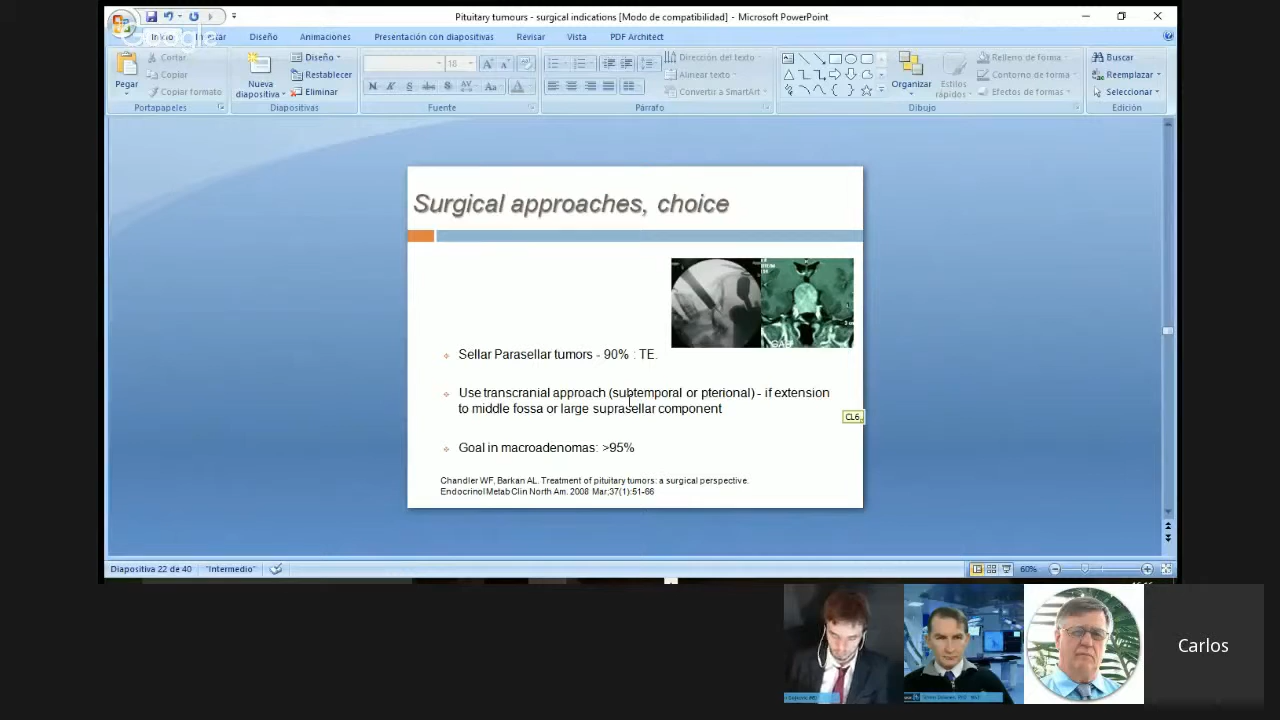 Pituitary tumours - surgical indications [Modo de compatibilidad] - Microsoft PowerPoint
Google
Diseño Animaciones Presentación con diapositivas Revisar Vista PDF Architect
Pegar
Cortar
Copiar
Copiar formato
Portapapeles
Nueva
diapositiva
Diseño
Restablecer
Eliminar
Diapositivas
18
Fuente
Párrafo
Dirección del texto
Alinear texto
Convertir a SmartArt
Organizar
Estilos
rápidos
Relleno de forma
Contorno de forma
Efectos de formas
Dibujo
Buscar
Reemplazar
Seleccionar
Edición
Surgical approaches, choice
Sellar Parasellar tumors - 90% : TE.
Use transcranial approach (subtemporal or pterional) - if extension
to middle fossa or large suprasellar component
CL6
Goal in macroadenomas: >95%
Chandler WF, Barkan AL. Treatment of pituitary tumors: a surgical perspective.
Endocrinol Metab Clin North Am. 2008 Mar;37(1):51-66
Diapositiva 22 de 40 "Intermedio" 60%
Carlos